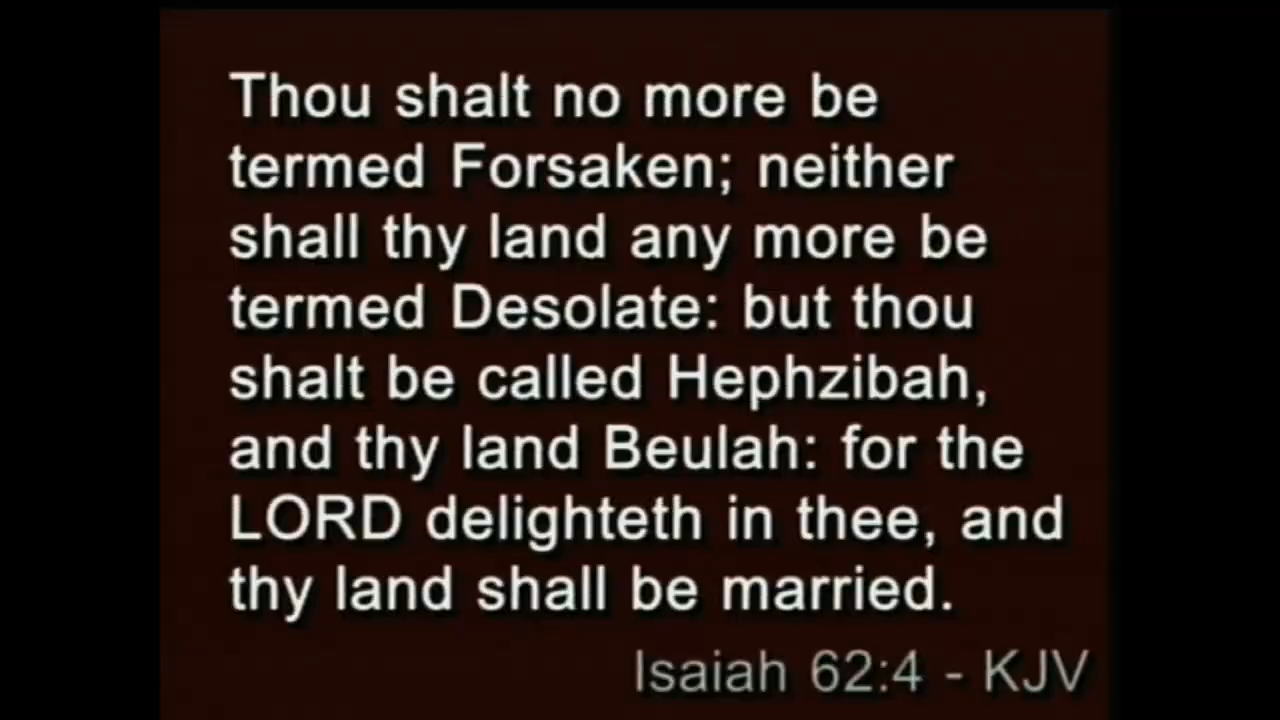 Thou shalt no more be
termed Forsaken; neither
shall thy land any more be
termed Desolate: but thou
shalt be called Hephzibah,
and thy land Beulah: for the
LORD delighteth in thee, and
thy land shall be married.
Isaiah 62:4 - KJV